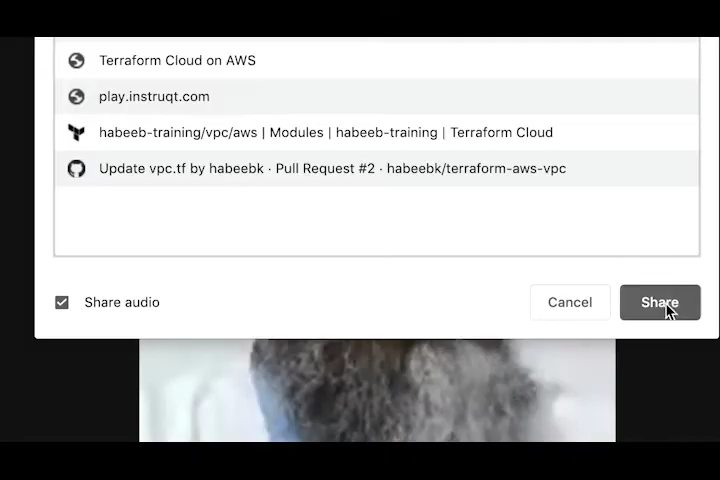 Terraform Cloud on AWS
play.instruqt.com
habeeb-training/vpc/aws | Modules | habeeb-training | Terraform Cloud
Update vpc.tf by habeebk · Pull Request #2 · habeebk/terraform-aws-vpc
Share audio
Cancel
Share